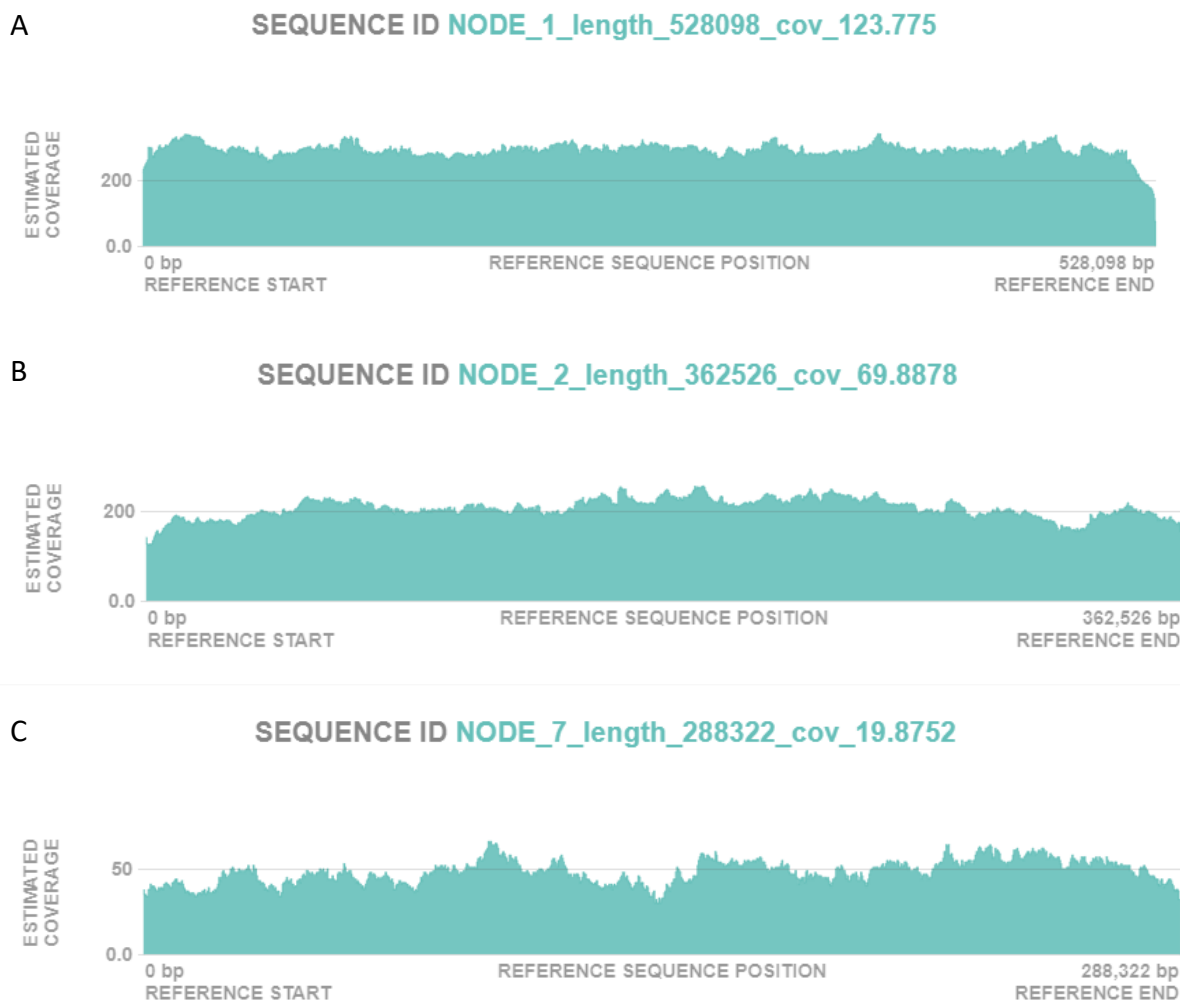 A
SEQUENCE ID NODE_1_length_528098_cov_123.775
ESTIMATED
COVERAGE
200
0.0
0 bp
REFERENCE SEQUENCE POSITION
528,098 bp
REFERENCE START
REFERENCE END
B
SEQUENCE ID NODE_2_length_362526_cov_69.8878
ESTIMATED
COVERAGE
200
0.0
0 bp
REFERENCE SEQUENCE POSITION
362,526 bp
REFERENCE START
REFERENCE END
C
SEQUENCE ID NODE_7_length_288322_cov_19.8752
ESTIMATED
COVERAGE
50
0.0
0 bp
REFERENCE SEQUENCE POSITION
288,322 bp
REFERENCE START
REFERENCE END